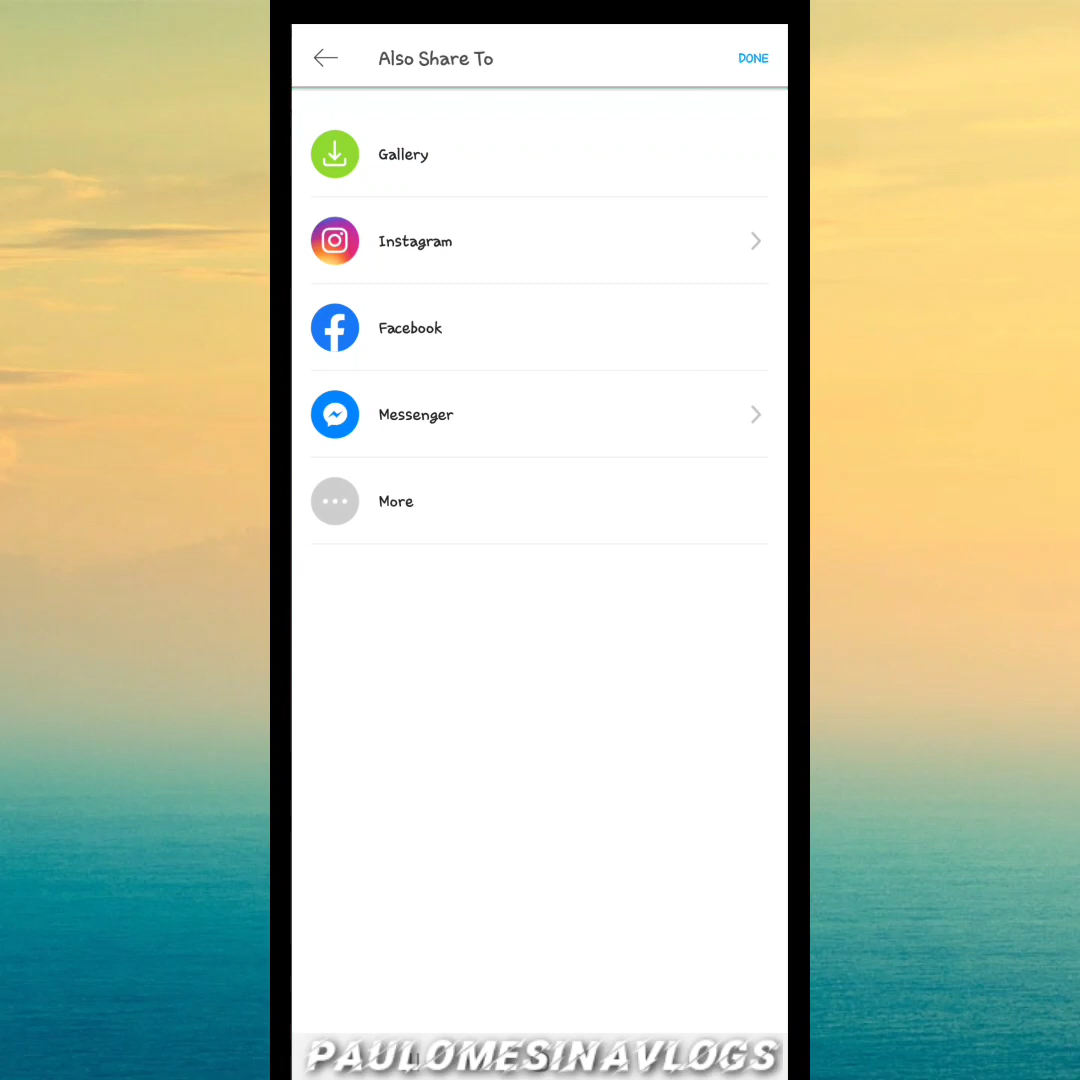 Also Share To
DONE
Gallery
Instagram
Facebook
Messenger
More
PAULOMESINAVLOGS